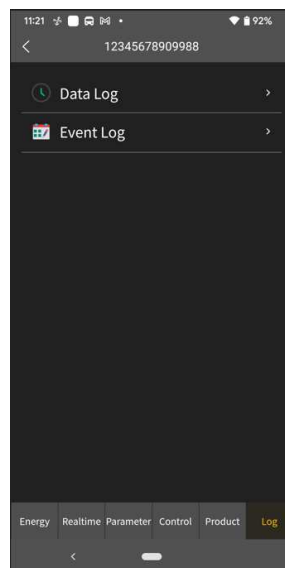 11:21 92%
12345678909988
Data Log
Event Log
Energy Realtime Parameter Control Product Log